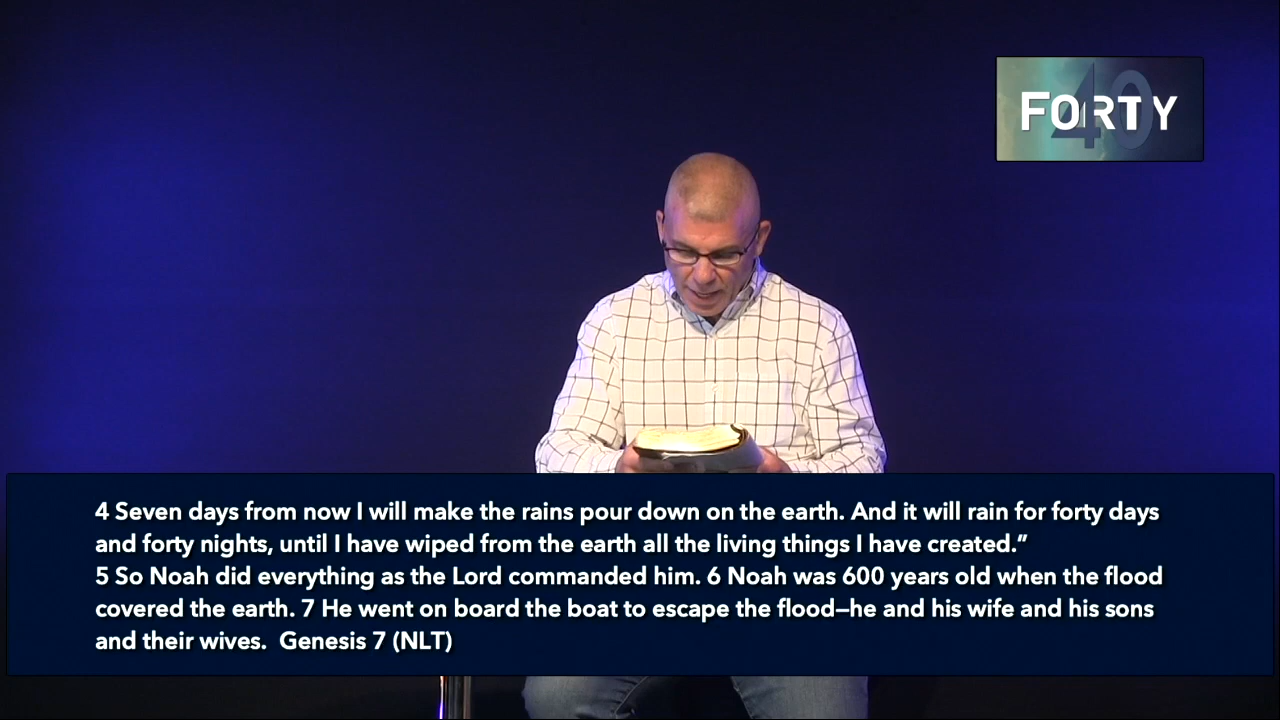 40
FORTY
4 Seven days from now I will make the rains pour down on the earth. And it will rain for forty days
and forty nights, until I have wiped from the earth all the living things I have created.”
5 So Noah did everything as the Lord commanded him. 6 Noah was 600 years old when the flood
covered the earth. 7 He went on board the boat to escape the flood—he and his wife and his sons
and their wives.  Genesis 7 (NLT)